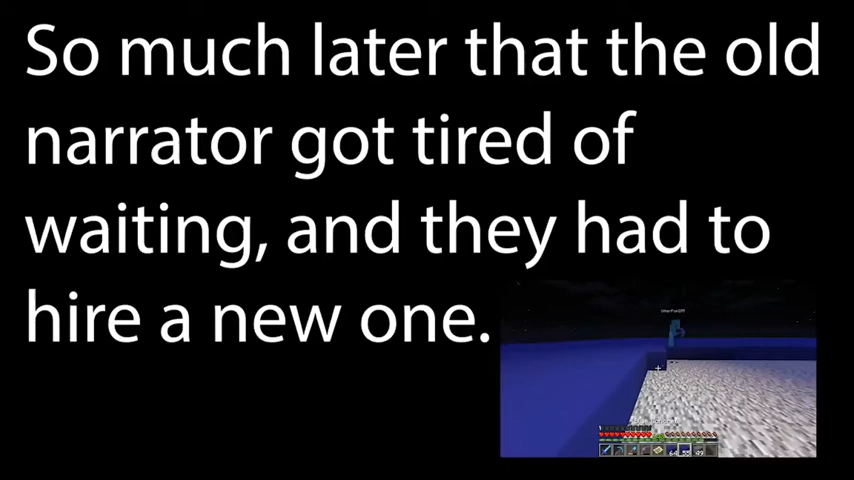 So much later that the old
narrator got tired of
waiting, and they had to
hire a new one.